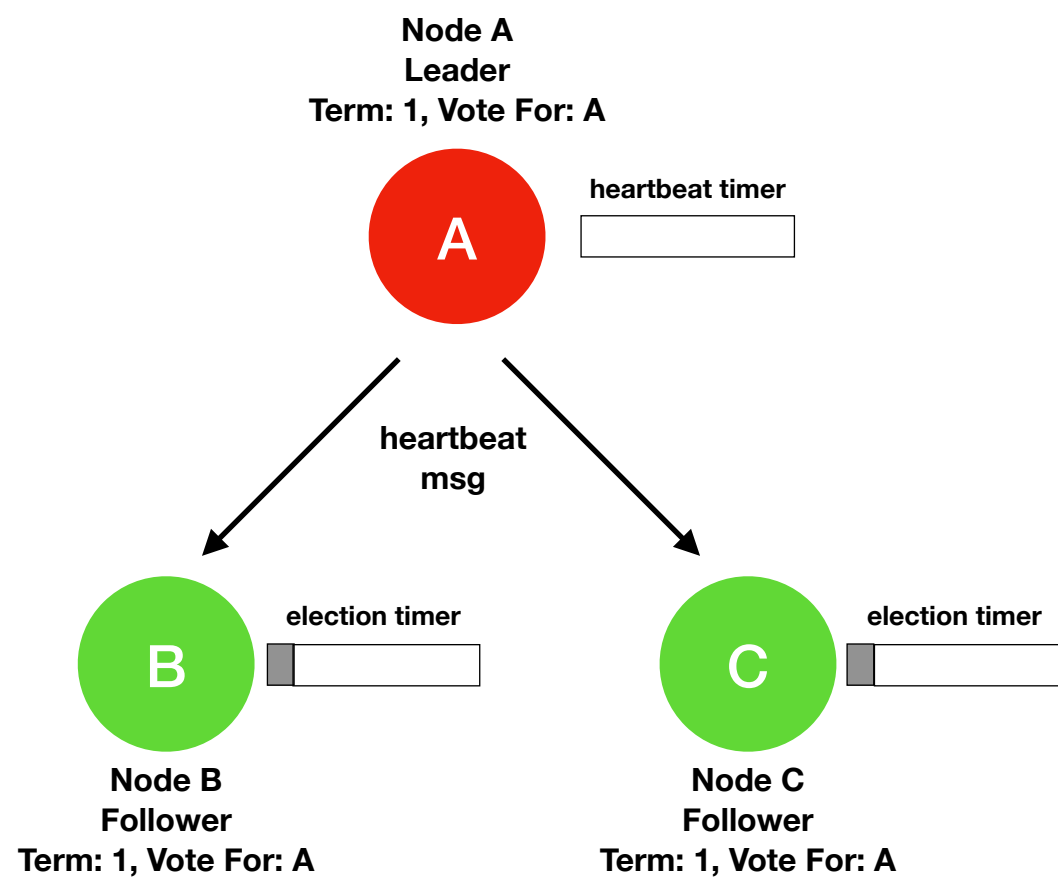 Node A
Leader
Term: 1, Vote For: A
heartbeat timer
A
heartbeat
msg
election timer
B
Node B
Follower
Term: 1, Vote For: A
election timer
C
Node C
Follower
Term: 1, Vote For: A